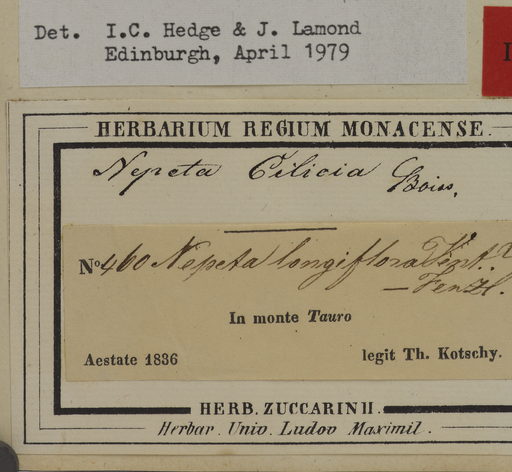 Det. I.C. Hedge & J. Lamond
Edinburgh, April 1979
HERBARIUM REGIUM MONACENSE.
Nepeta Cilicia Boiss.
No 460 Nepeta longiflora Vent.
— Fenzl.
In monte Tauro
Aestate 1836 legit Th. Kotschy.
HERB. ZUCCARINII.
Herbar. Univ. Ludov Maximil.